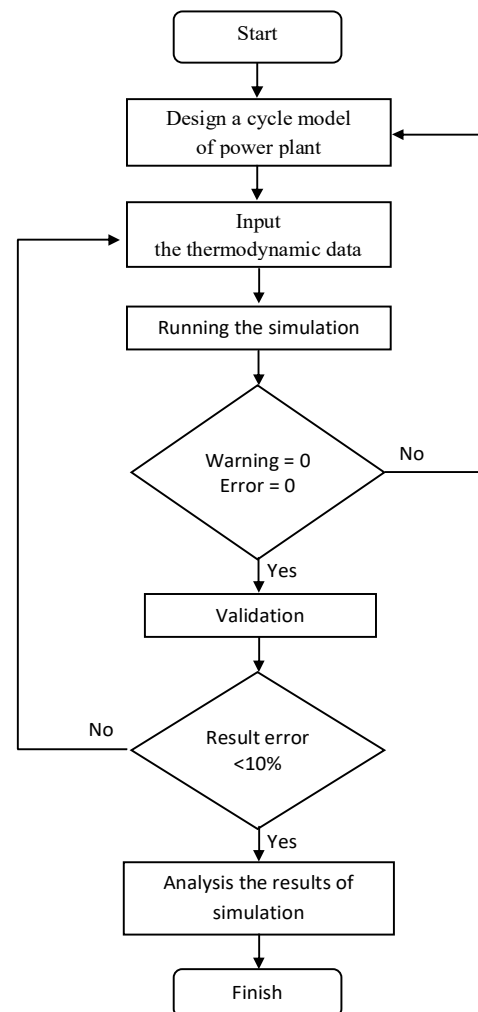 Start
Design a cycle model
of power plant
Input
the thermodynamic data
Running the simulation
Warning = 0
Error = 0
No
Yes
Validation
No
Result error
<10%
Yes
Analysis the results of
simulation
Finish